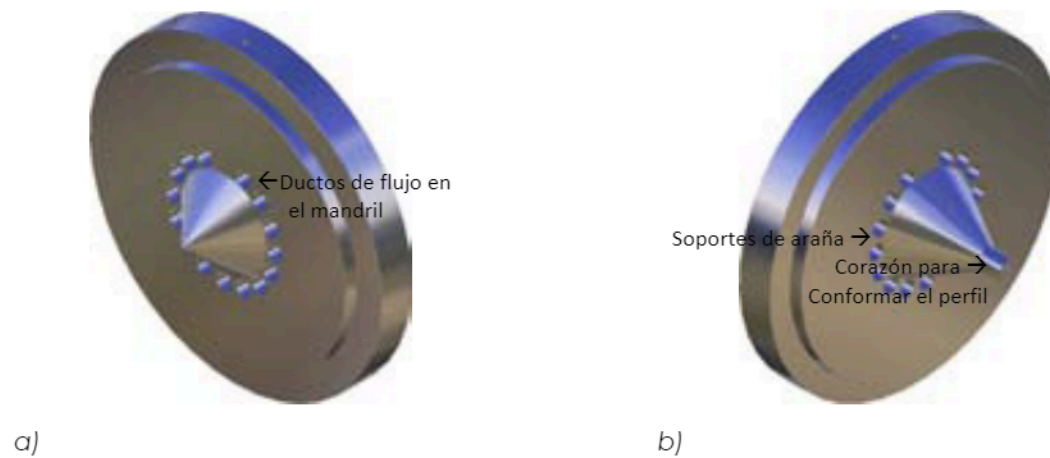 ←Ductos de flujo en
el mandril
Soportes de araña →
Corazón para →
Conformar el perfil
a)
b)